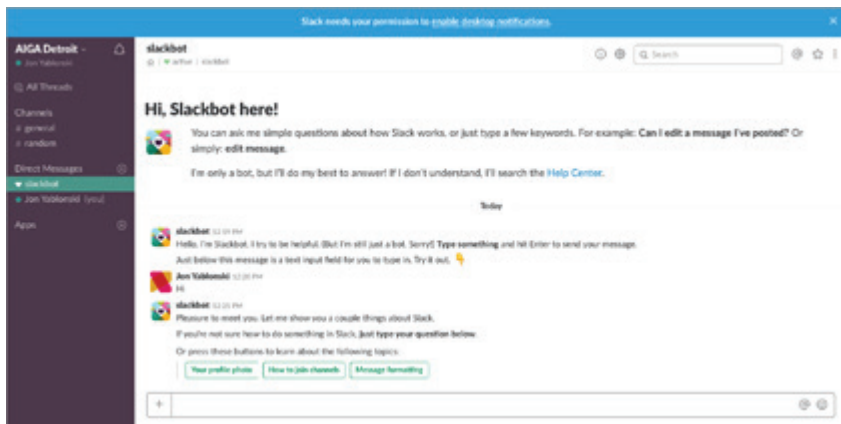 Slack needs your permission to enable desktop notifications.
AIGA Detroit
Jon Yablonski
All Threads
Channels
# general
# random
Direct Messages
slackbot
Jon Yablonski (you)
Apps
slackbot
active | slackbot
Search
Hi, Slackbot here!
You can ask me simple questions about how Slack works, or just type a few keywords. For example: Can I edit a message I've posted? Or
simply: edit message.
I'm only a bot, but I'll do my best to answer! If I don't understand, I'll search the Help Center.
Today
slackbot
Hello, I'm Slackbot. I try to be helpful. (But I'm still just a bot. Sorry!) Type something and hit Enter to send your message.
Just below this message is a text input field for you to type in. Try it out.
Jon Yablonski 12:20 PM
Hi
slackbot
Pleasure to meet you. Let me show you a couple things about Slack.
If you're not sure how to do something in Slack, just type your question below.
Or press these buttons to learn about the following topics:
Your profile photo How to join channels Message formatting